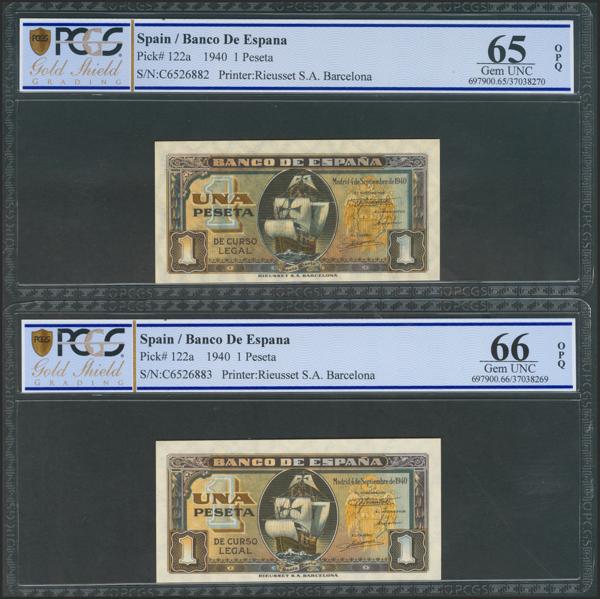 PCGS
Gold Shield
GRADING
Spain / Banco De Espana
Pick# 122a 1940 1 Peseta
S/N:C6526882 Printer:Rieusset S.A. Barcelona
65
Gem UNC
OPQ
697900.65/37038270
BANCO DE ESPAÑA
Madrid 4 de Septiembre de 1940
UNA
PESETA
DE CURSO
LEGAL
1
1
RIEUSSET S.A. BARCELONA
PCGS
Gold Shield
GRADING
Spain / Banco De Espana
Pick# 122a 1940 1 Peseta
S/N:C6526883 Printer:Rieusset S.A. Barcelona
66
Gem UNC
OPQ
697900.66/37038269
BANCO DE ESPAÑA
Madrid 4 de Septiembre de 1940
UNA
PESETA
DE CURSO
LEGAL
1
1
RIEUSSET S.A. BARCELONA